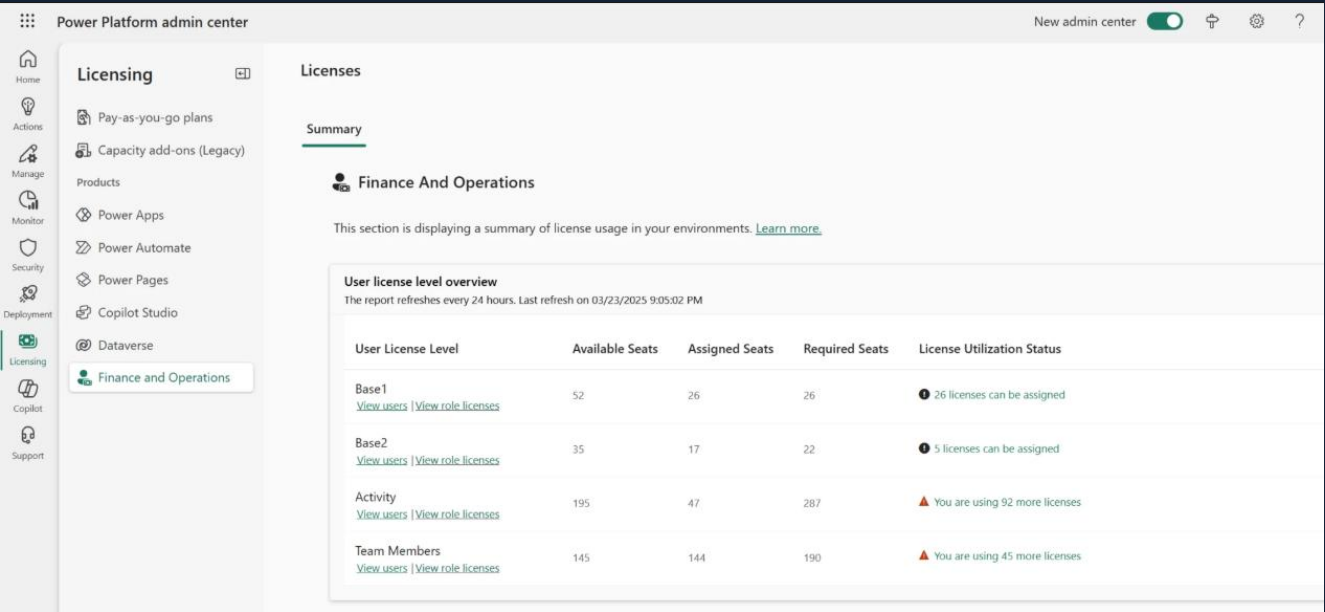 Power Platform admin center
New admin center
Home
Actions
Manage
Monitor
Security
Deployment
Licensing
Copilot
Support
Licensing
Pay-as-you-go plans
Capacity add-ons (Legacy)
Products
Power Apps
Power Automate
Power Pages
Copilot Studio
Dataverse
Finance and Operations
Licenses
Summary
Finance And Operations
This section is displaying a summary of license usage in your environments. Learn more.
User license level overview
The report refreshes every 24 hours. Last refresh on 03/23/2025 9:05:02 PM
User License Level Available Seats Assigned Seats Required Seats License Utilization Status
Base1
View users | View role licenses
52 26 26 26 licenses can be assigned
Base2
View users | View role licenses
35 17 22 5 licenses can be assigned
Activity
View users | View role licenses
195 47 287 You are using 92 more licenses
Team Members
View users | View role licenses
145 144 190 You are using 45 more licenses